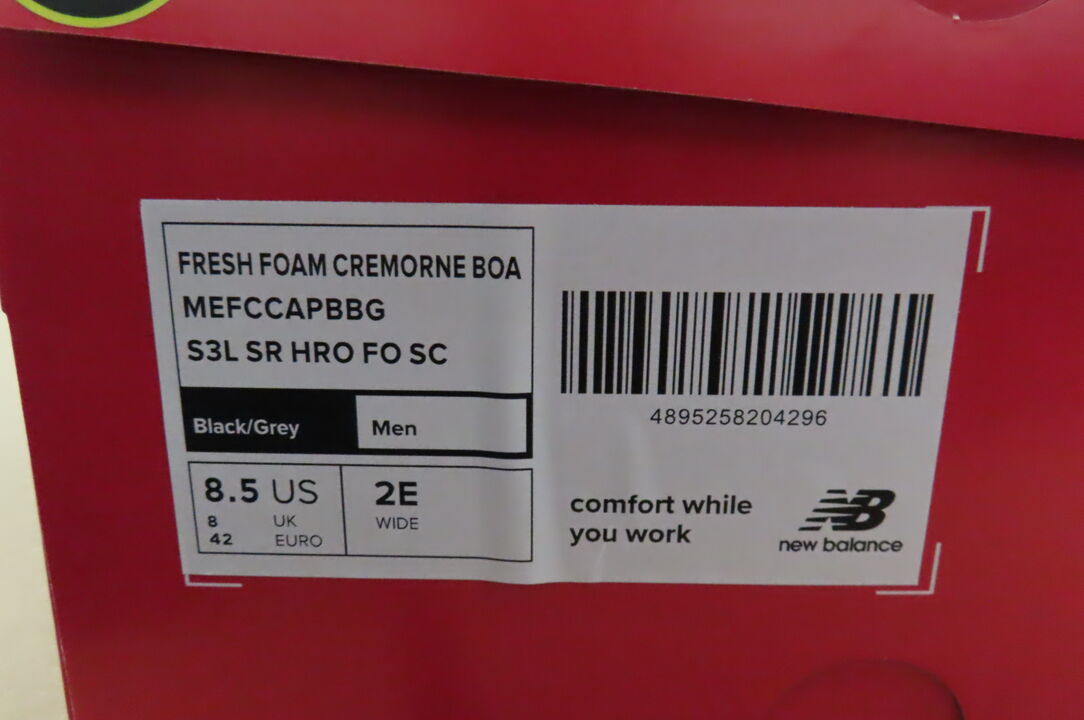 FRESH FOAM CREMORNE BOA
MEFCCAPBBG
S3L SR HRO FO SC
Black/Grey Men
8.5 US
8 UK
42 EURO
2E
WIDE
4895258204296
comfort while
you work
NB
new balance